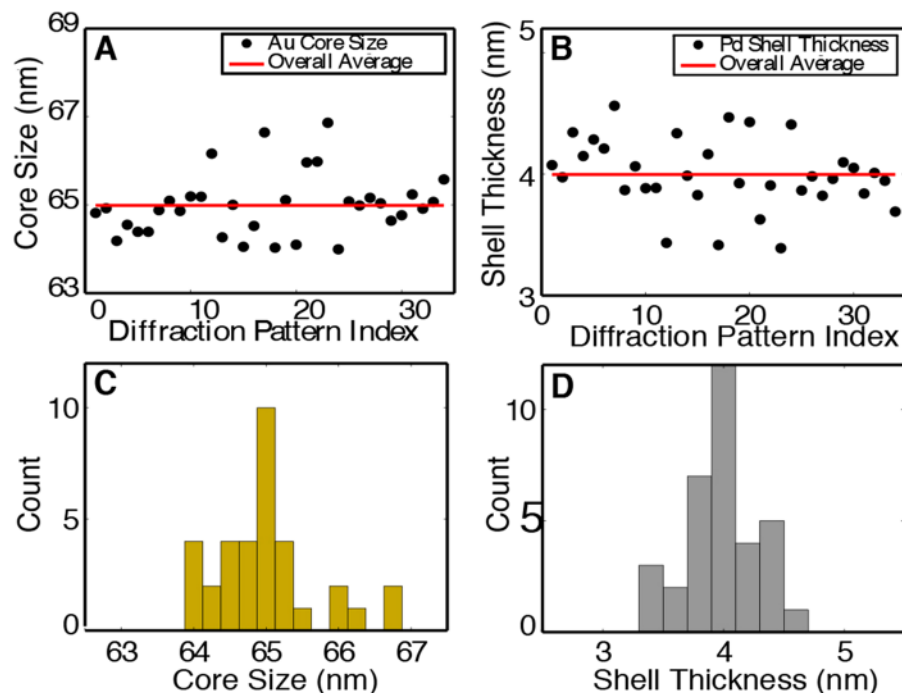 A
Au Core Size
Overall Average
69
67
65
63
Core Size (nm)
0
10
20
30
Diffraction Pattern Index
B
Pd Shell Thickness
Overall Average
5
4
3
Shell Thickness (nm)
0
10
20
30
Diffraction Pattern Index
C
10
5
0
Count
63
64
65
66
67
Core Size (nm)
D
10
5
0
Count
3
4
5
Shell Thickness (nm)